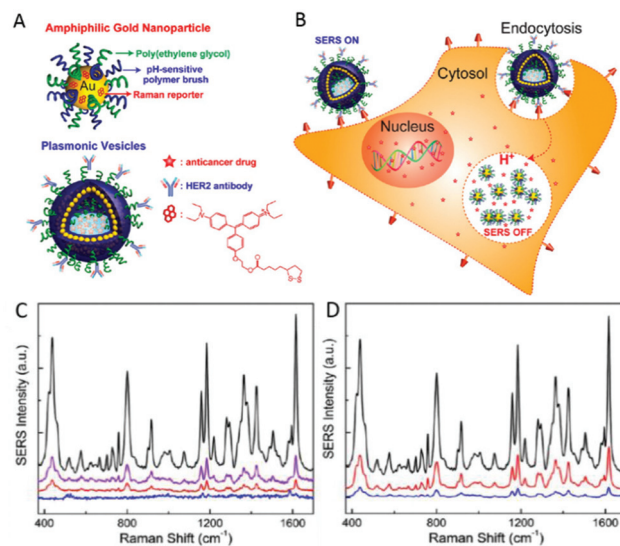 A
Amphiphilic Gold Nanoparticle
Poly(ethylene glycol)
pH-sensitive
polymer brush
Au
Raman reporter
Plasmonic Vesicles
: anticancer drug
: HER2 antibody
:
N
N
O
O
O
S
S
B
SERS ON
Endocytosis
Cytosol
Nucleus
H+
SERS OFF
C
SERS Intensity (a.u.)
400 800 1200 1600
Raman Shift (cm-1)
D
SERS Intensity (a.u.)
400 800 1200 1600
Raman Shift (cm-1)